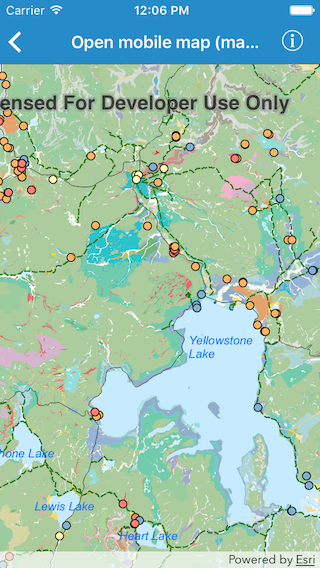 Carrier 12:06 PM
Open mobile map (ma...
ensed For Developer Use Only
Yellowstone
Lake
hone Lake
Lewis Lake
Heart Lake
Powered by Esri